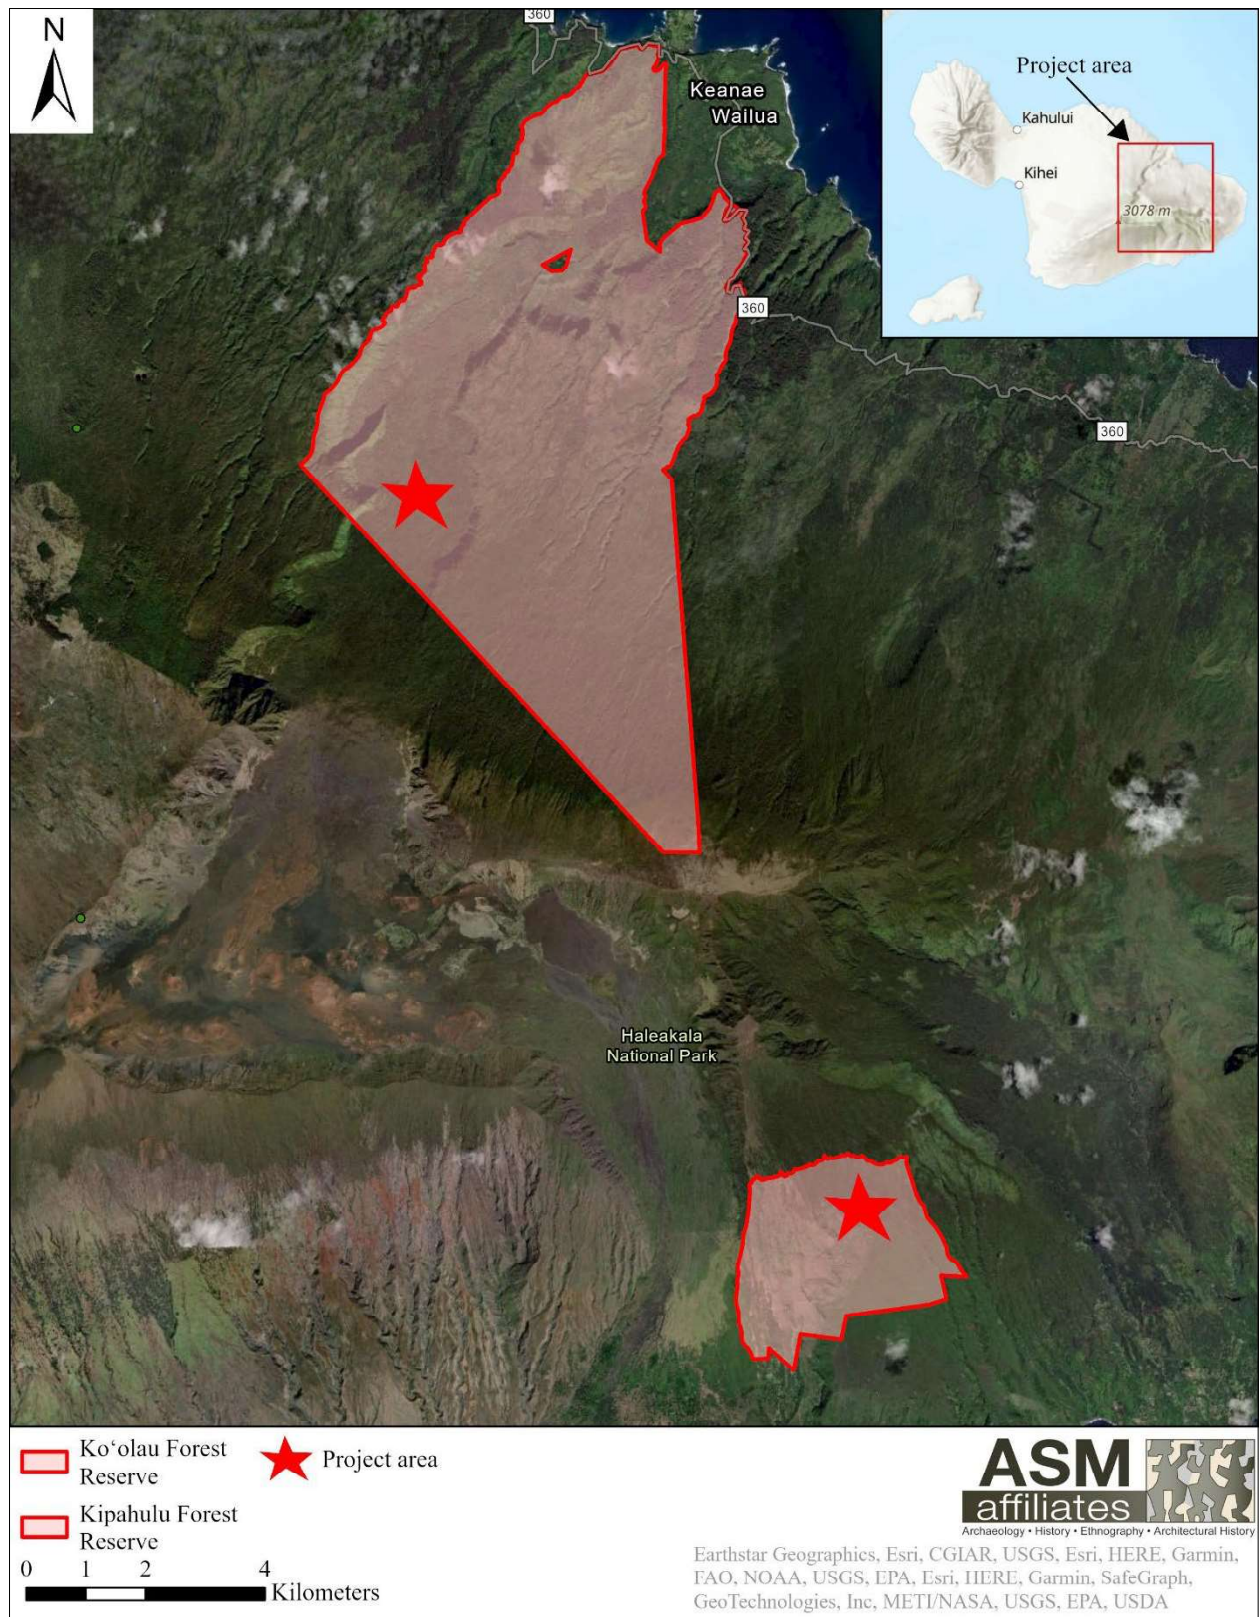 N
360
Keanae
Wailua
Project area
Kahului
Kihei
3078 m
360
360
Haleakala
National Park
Ko‘olau Forest
Reserve
Project area
Kipahulu Forest
Reserve
0 1 2 4
Kilometers
ASM
affiliates
Archaeology • History • Ethnography • Architectural History
Earthstar Geographics, Esri, CGIAR, USGS, Esri, HERE, Garmin,
FAO, NOAA, USGS, EPA, Esri, HERE, Garmin, SafeGraph,
GeoTechnologies, Inc, METI/NASA, USGS, EPA, USDA